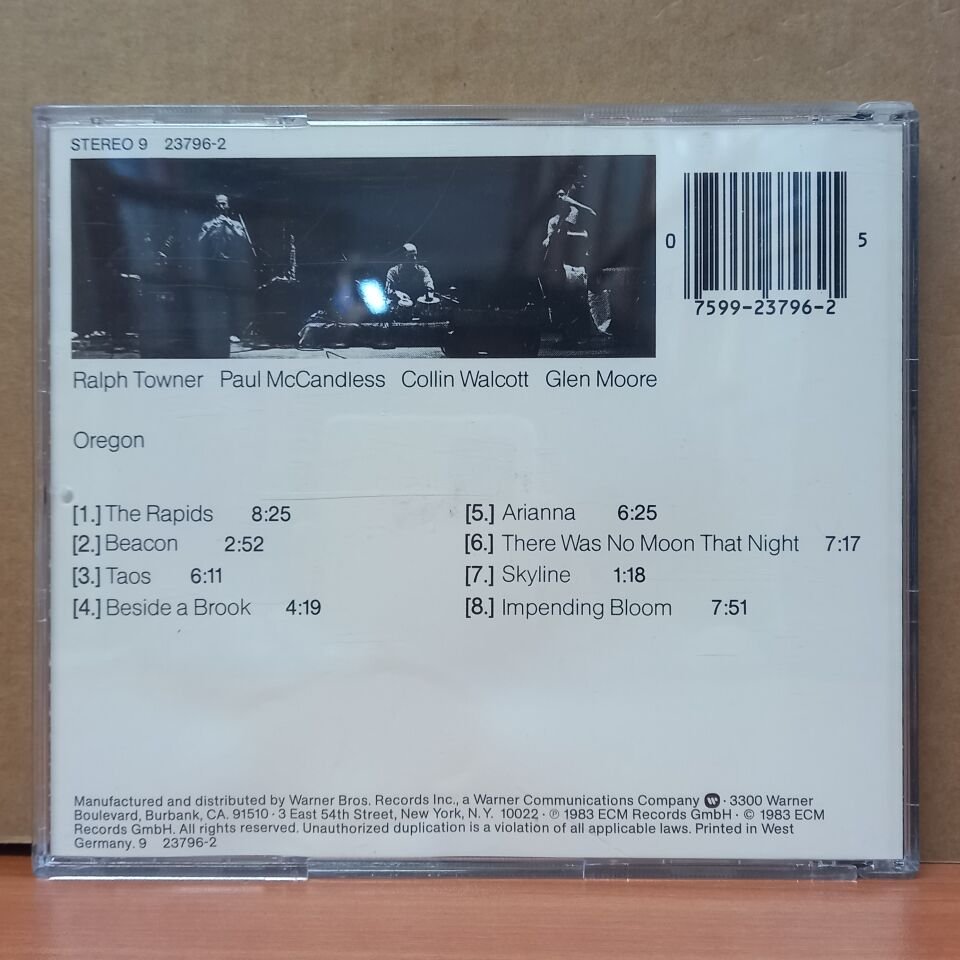 STEREO 9 23796-2
0 5
7599-23796-2
Ralph Towner Paul McCandless Collin Walcott Glen Moore
Oregon
[1.] The Rapids 8:25
[2.] Beacon 2:52
[3.] Taos 6:11
[4.] Beside a Brook 4:19
[5.] Arianna 6:25
[6.] There Was No Moon That Night 7:17
[7.] Skyline 1:18
[8.] Impending Bloom 7:51
Manufactured and distributed by Warner Bros. Records Inc., a Warner Communications Company W · 3300 Warner
Boulevard, Burbank, CA. 91510 · 3 East 54th Street, New York, N.Y. 10022 · ℗ 1983 ECM Records GmbH · © 1983 ECM
Records GmbH. All rights reserved. Unauthorized duplication is a violation of all applicable laws. Printed in West
Germany. 9 23796-2